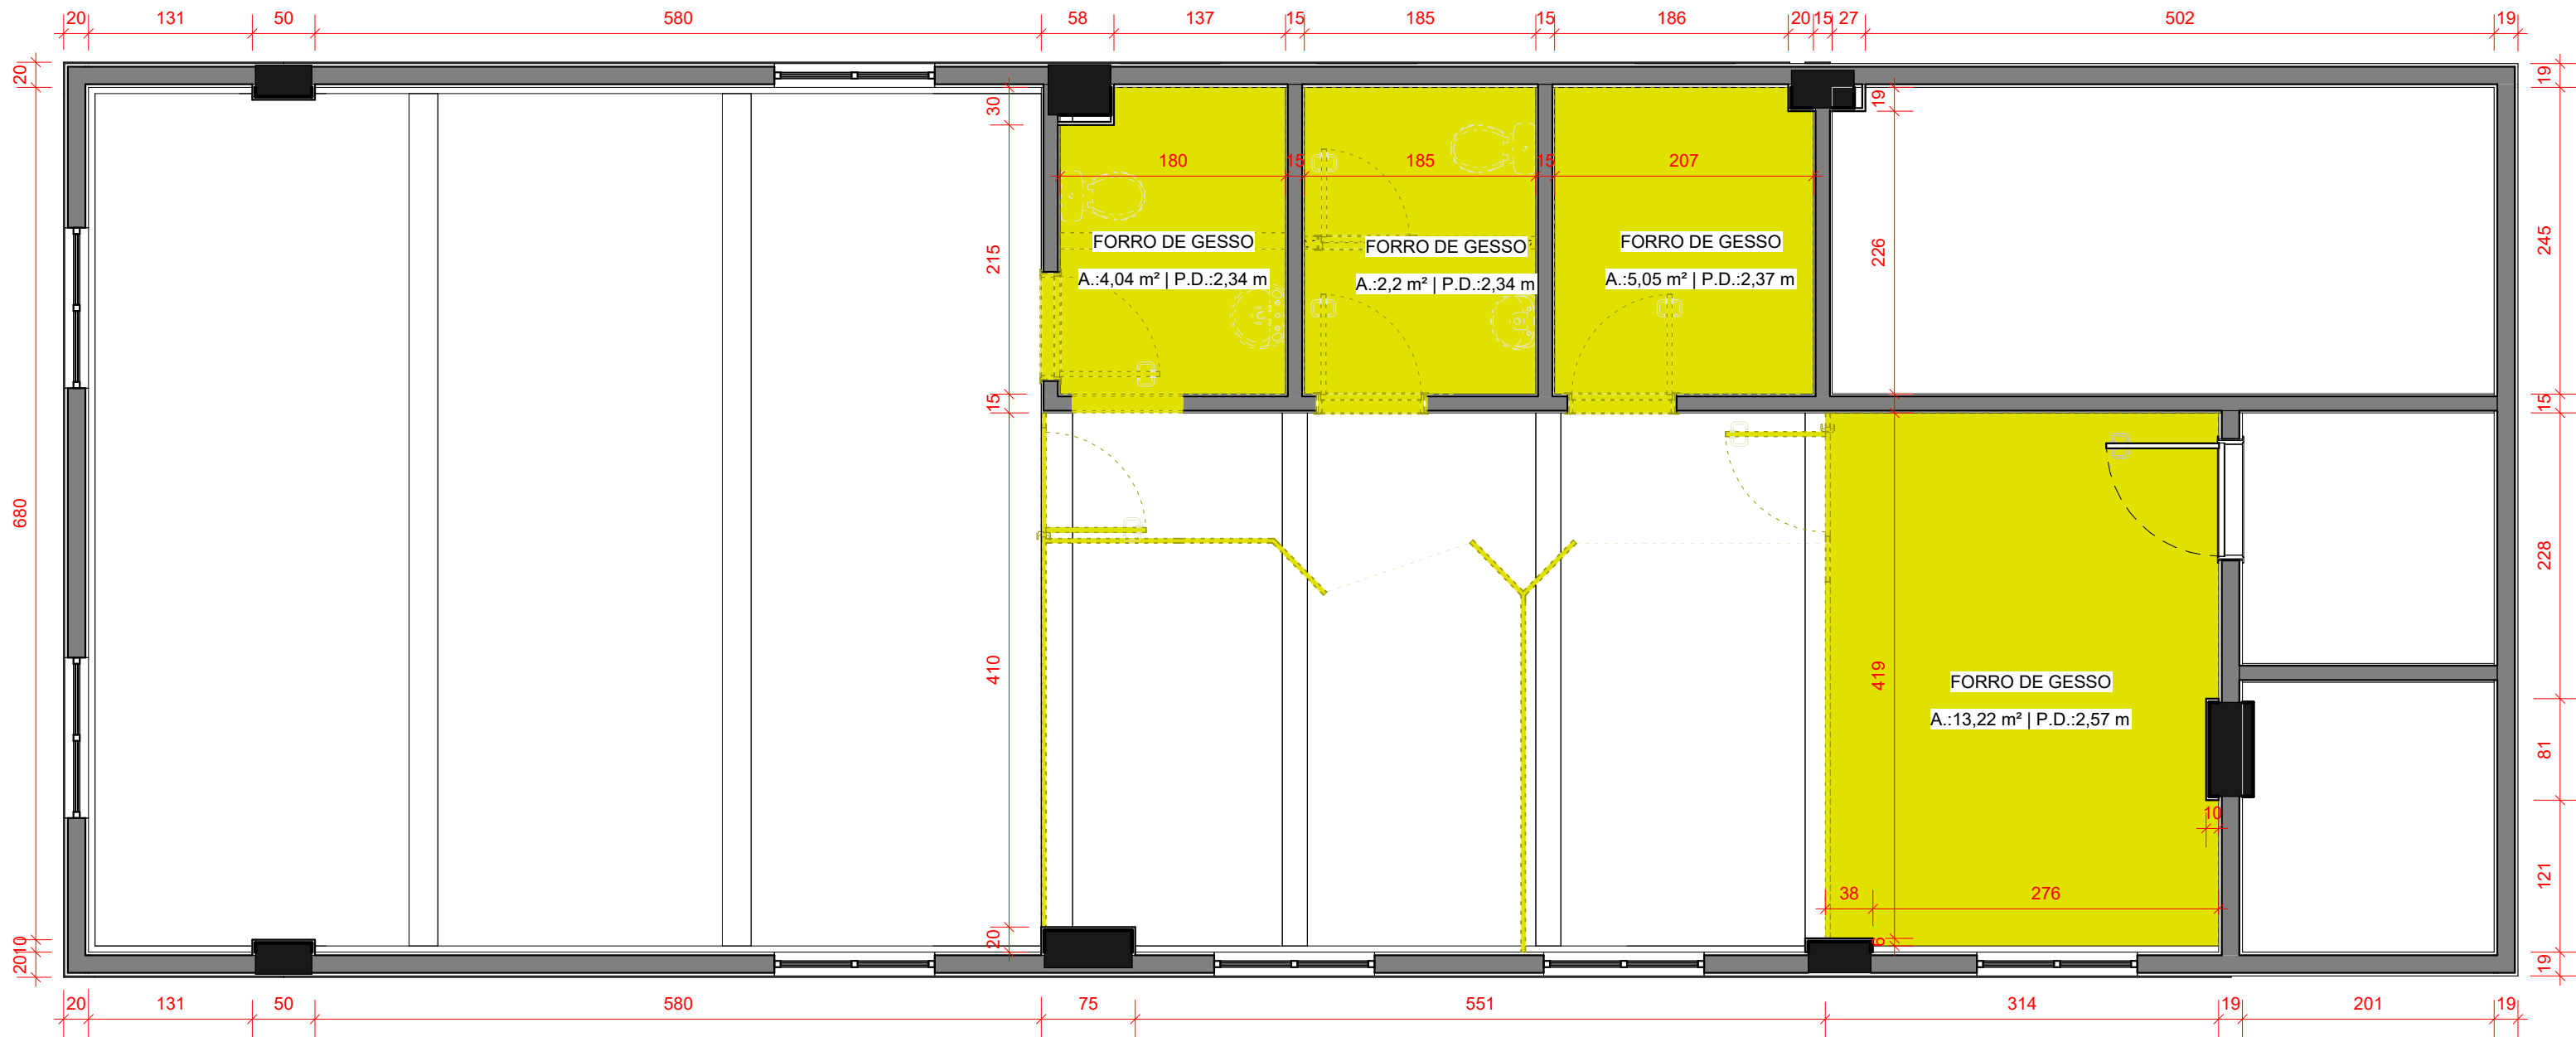 20 131 50 580 58 137 15 185 15 186 20 15 27 502 19
20
680
10
20
30
215
15
410
20
180 15 185 15 207
FORRO DE GESSO
A.:4,04 m² | P.D.:2,34 m
FORRO DE GESSO
A.:2,2 m² | P.D.:2,34 m
FORRO DE GESSO
A.:5,05 m² | P.D.:2,37 m
19
226
419
6
FORRO DE GESSO
A.:13,22 m² | P.D.:2,57 m
10
38 276
19
245
15
228
81
121
19
20 131 50 580 75 551 314 19 201 19